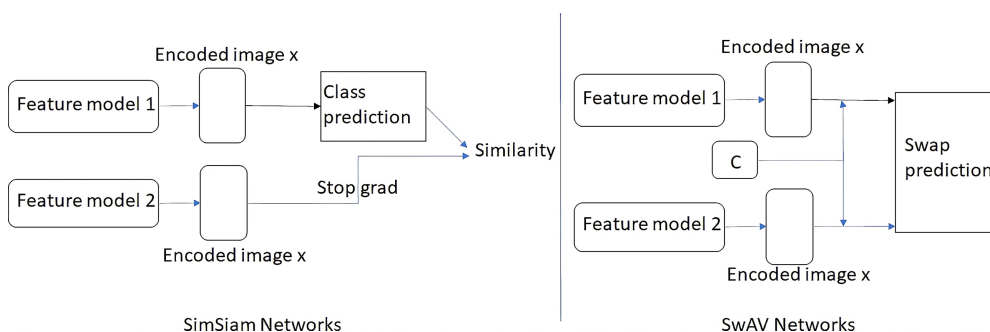 Encoded image x
Feature model 1
Class
prediction
Similarity
Stop grad
Feature model 2
Encoded image x
SimSiam Networks
Encoded image x
Feature model 1
C
Swap
prediction
Feature model 2
Encoded image x
SwAV Networks